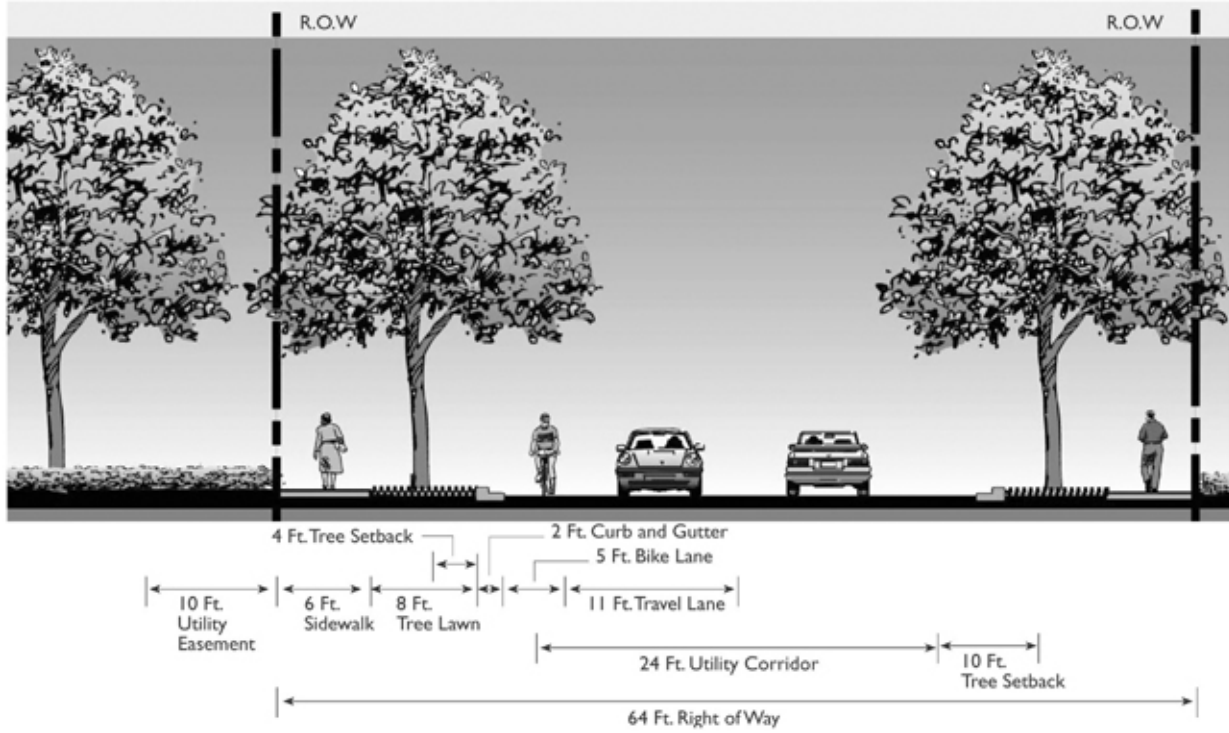 R.O.W
R.O.W
2 Ft. Curb and Gutter
4 Ft. Tree Setback
5 Ft. Bike Lane
10 Ft.
Utility
Easement
6 Ft.
Sidewalk
8 Ft.
Tree Lawn
11 Ft. Travel Lane
24 Ft. Utility Corridor
10 Ft.
Tree Setback
64 Ft. Right of Way